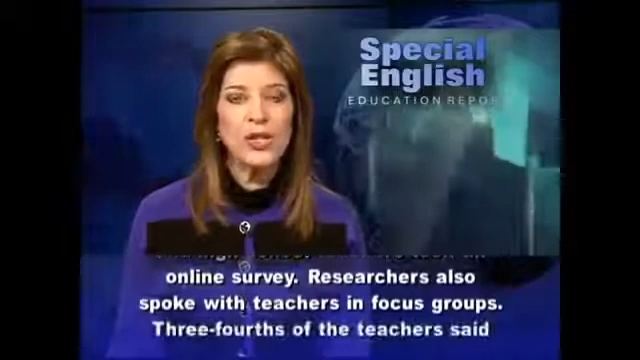 Special
English
EDUCATION REPOR
online survey. Researchers also
spoke with teachers in focus groups.
Three-fourths of the teachers said